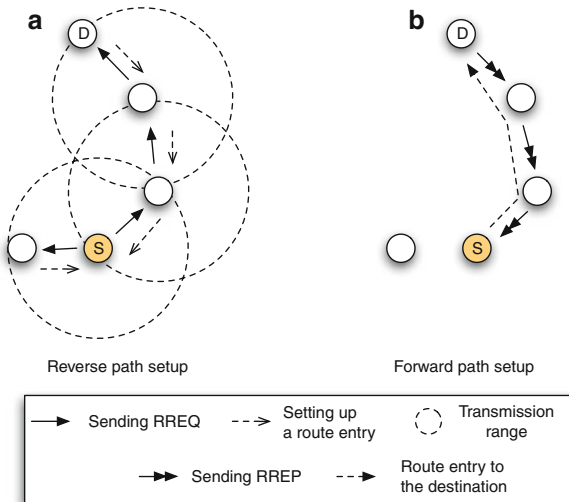 a
b
D
D
S
S
Reverse path setup
Forward path setup
Sending RREQ
Setting up
a route entry
Transmission
range
Sending RREP
Route entry to
the destination